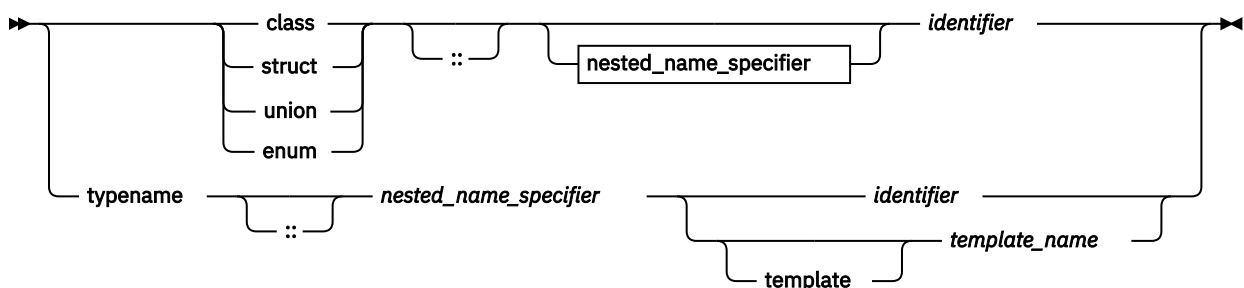 class :: nested_name_specifier identifier
struct
union
enum
typename :: nested_name_specifier identifier
template template_name